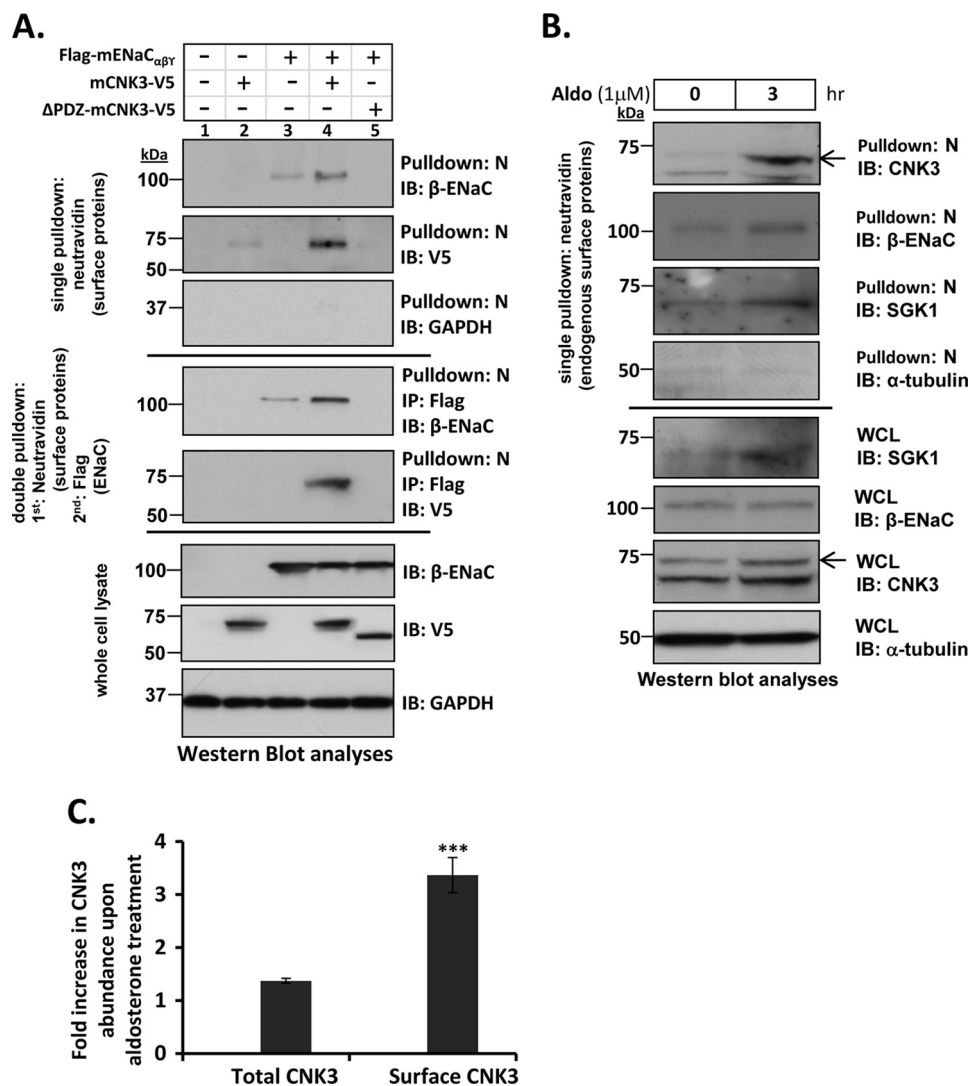 A.
Flag-mENaCαβγ - - + + +
mCNK3-V5 - + - + -
ΔPDZ-mCNK3-V5 - - - - +
1 2 3 4 5
kDa
single pulldown:
neutravidin
(surface proteins)
100
Pulldown: N
IB: β-ENaC
75
50
Pulldown: N
IB: V5
37
Pulldown: N
IB: GAPDH
double pulldown:
1st: Neutravidin
(surface proteins)
2nd: Flag
(ENaC)
100
Pulldown: N
IP: Flag
IB: β-ENaC
75
50
Pulldown: N
IP: Flag
IB: V5
whole cell lysate
100
IB: β-ENaC
75
50
IB: V5
37
IB: GAPDH
Western Blot analyses
B.
Aldo (1μM) 0 3 hr
kDa
single pulldown: neutravidin
(endogenous surface proteins)
75
Pulldown: N
IB: CNK3
100
Pulldown: N
IB: β-ENaC
75
Pulldown: N
IB: SGK1
50
Pulldown: N
IB: α-tubulin
75
WCL
IB: SGK1
100
WCL
IB: β-ENaC
75
WCL
IB: CNK3
50
WCL
IB: α-tubulin
Western blot analyses
C.
Fold increase in CNK3
abundance upon
aldosterone treatment
4
3
2
1
0
***
Total CNK3
Surface CNK3